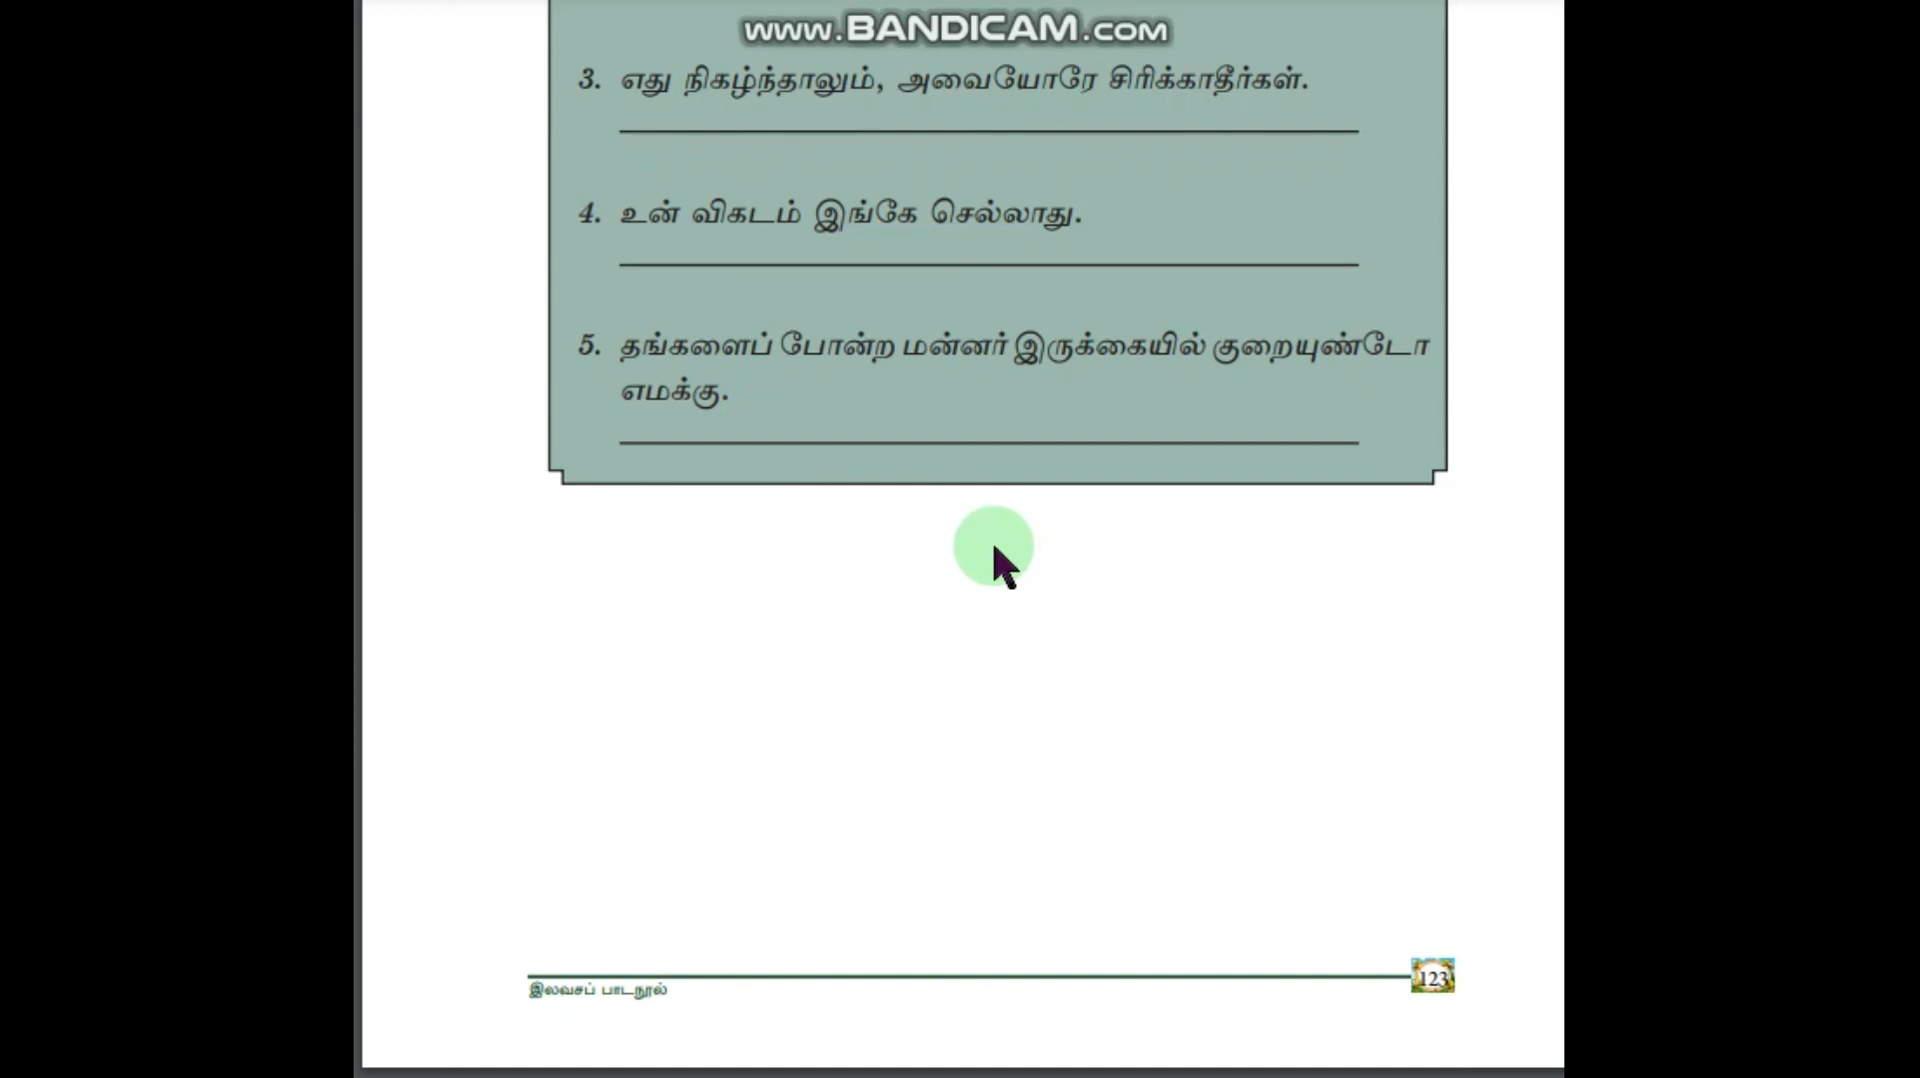 www.BANDICAM.com
3. எது நிகழ்ந்தாலும், அவையோரே சிரிக்காதீர்கள்.
4. உன் விகடம் இங்கே செல்லாது.
5. தங்களைப் போன்ற மன்னர் இருக்கையில் குறையுண்டோ
எமக்கு.
இலவசப் பாடநூல்
123